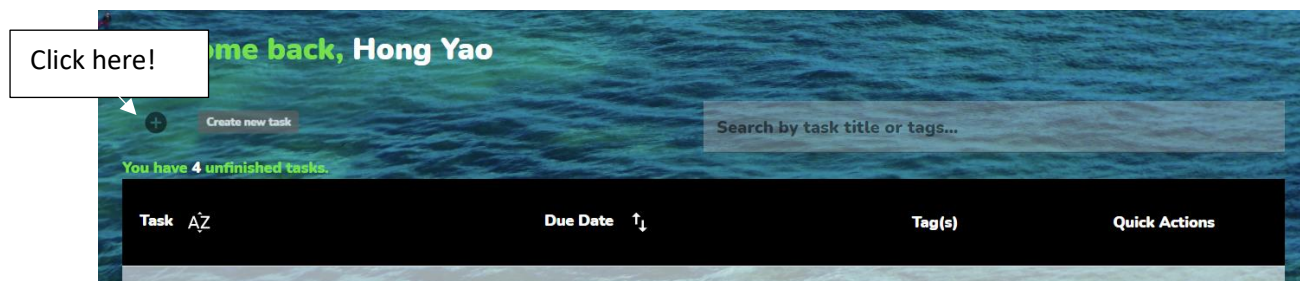 Click here!
ome back, Hong Yao
Create new task
Search by task title or tags...
You have 4 unfinished tasks.
Task AZ Due Date Tag(s) Quick Actions